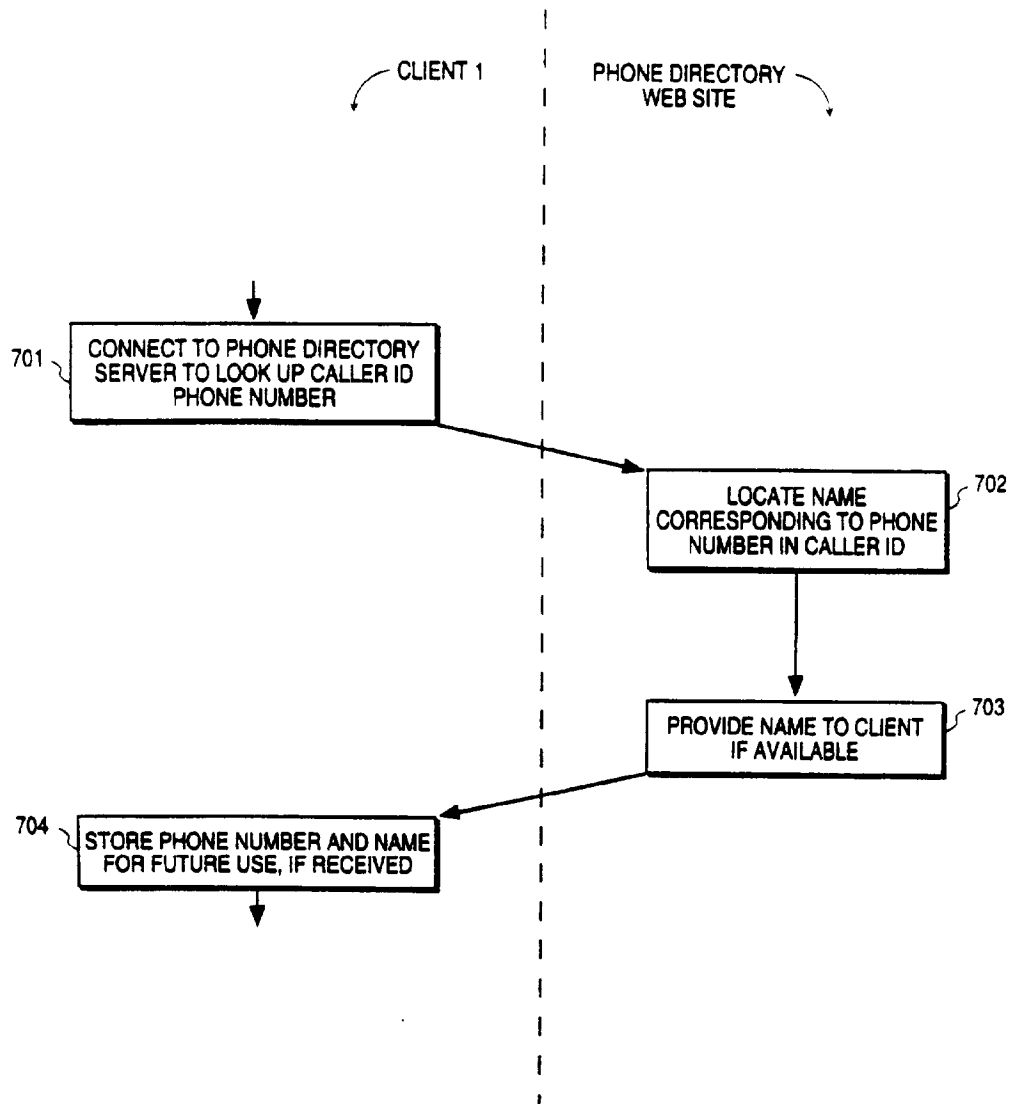 CLIENT 1
PHONE DIRECTORY
WEB SITE
701
CONNECT TO PHONE DIRECTORY
SERVER TO LOOK UP CALLER ID
PHONE NUMBER
702
LOCATE NAME
CORRESPONDING TO PHONE
NUMBER IN CALLER ID
703
PROVIDE NAME TO CLIENT
IF AVAILABLE
704
STORE PHONE NUMBER AND NAME
FOR FUTURE USE, IF RECEIVED